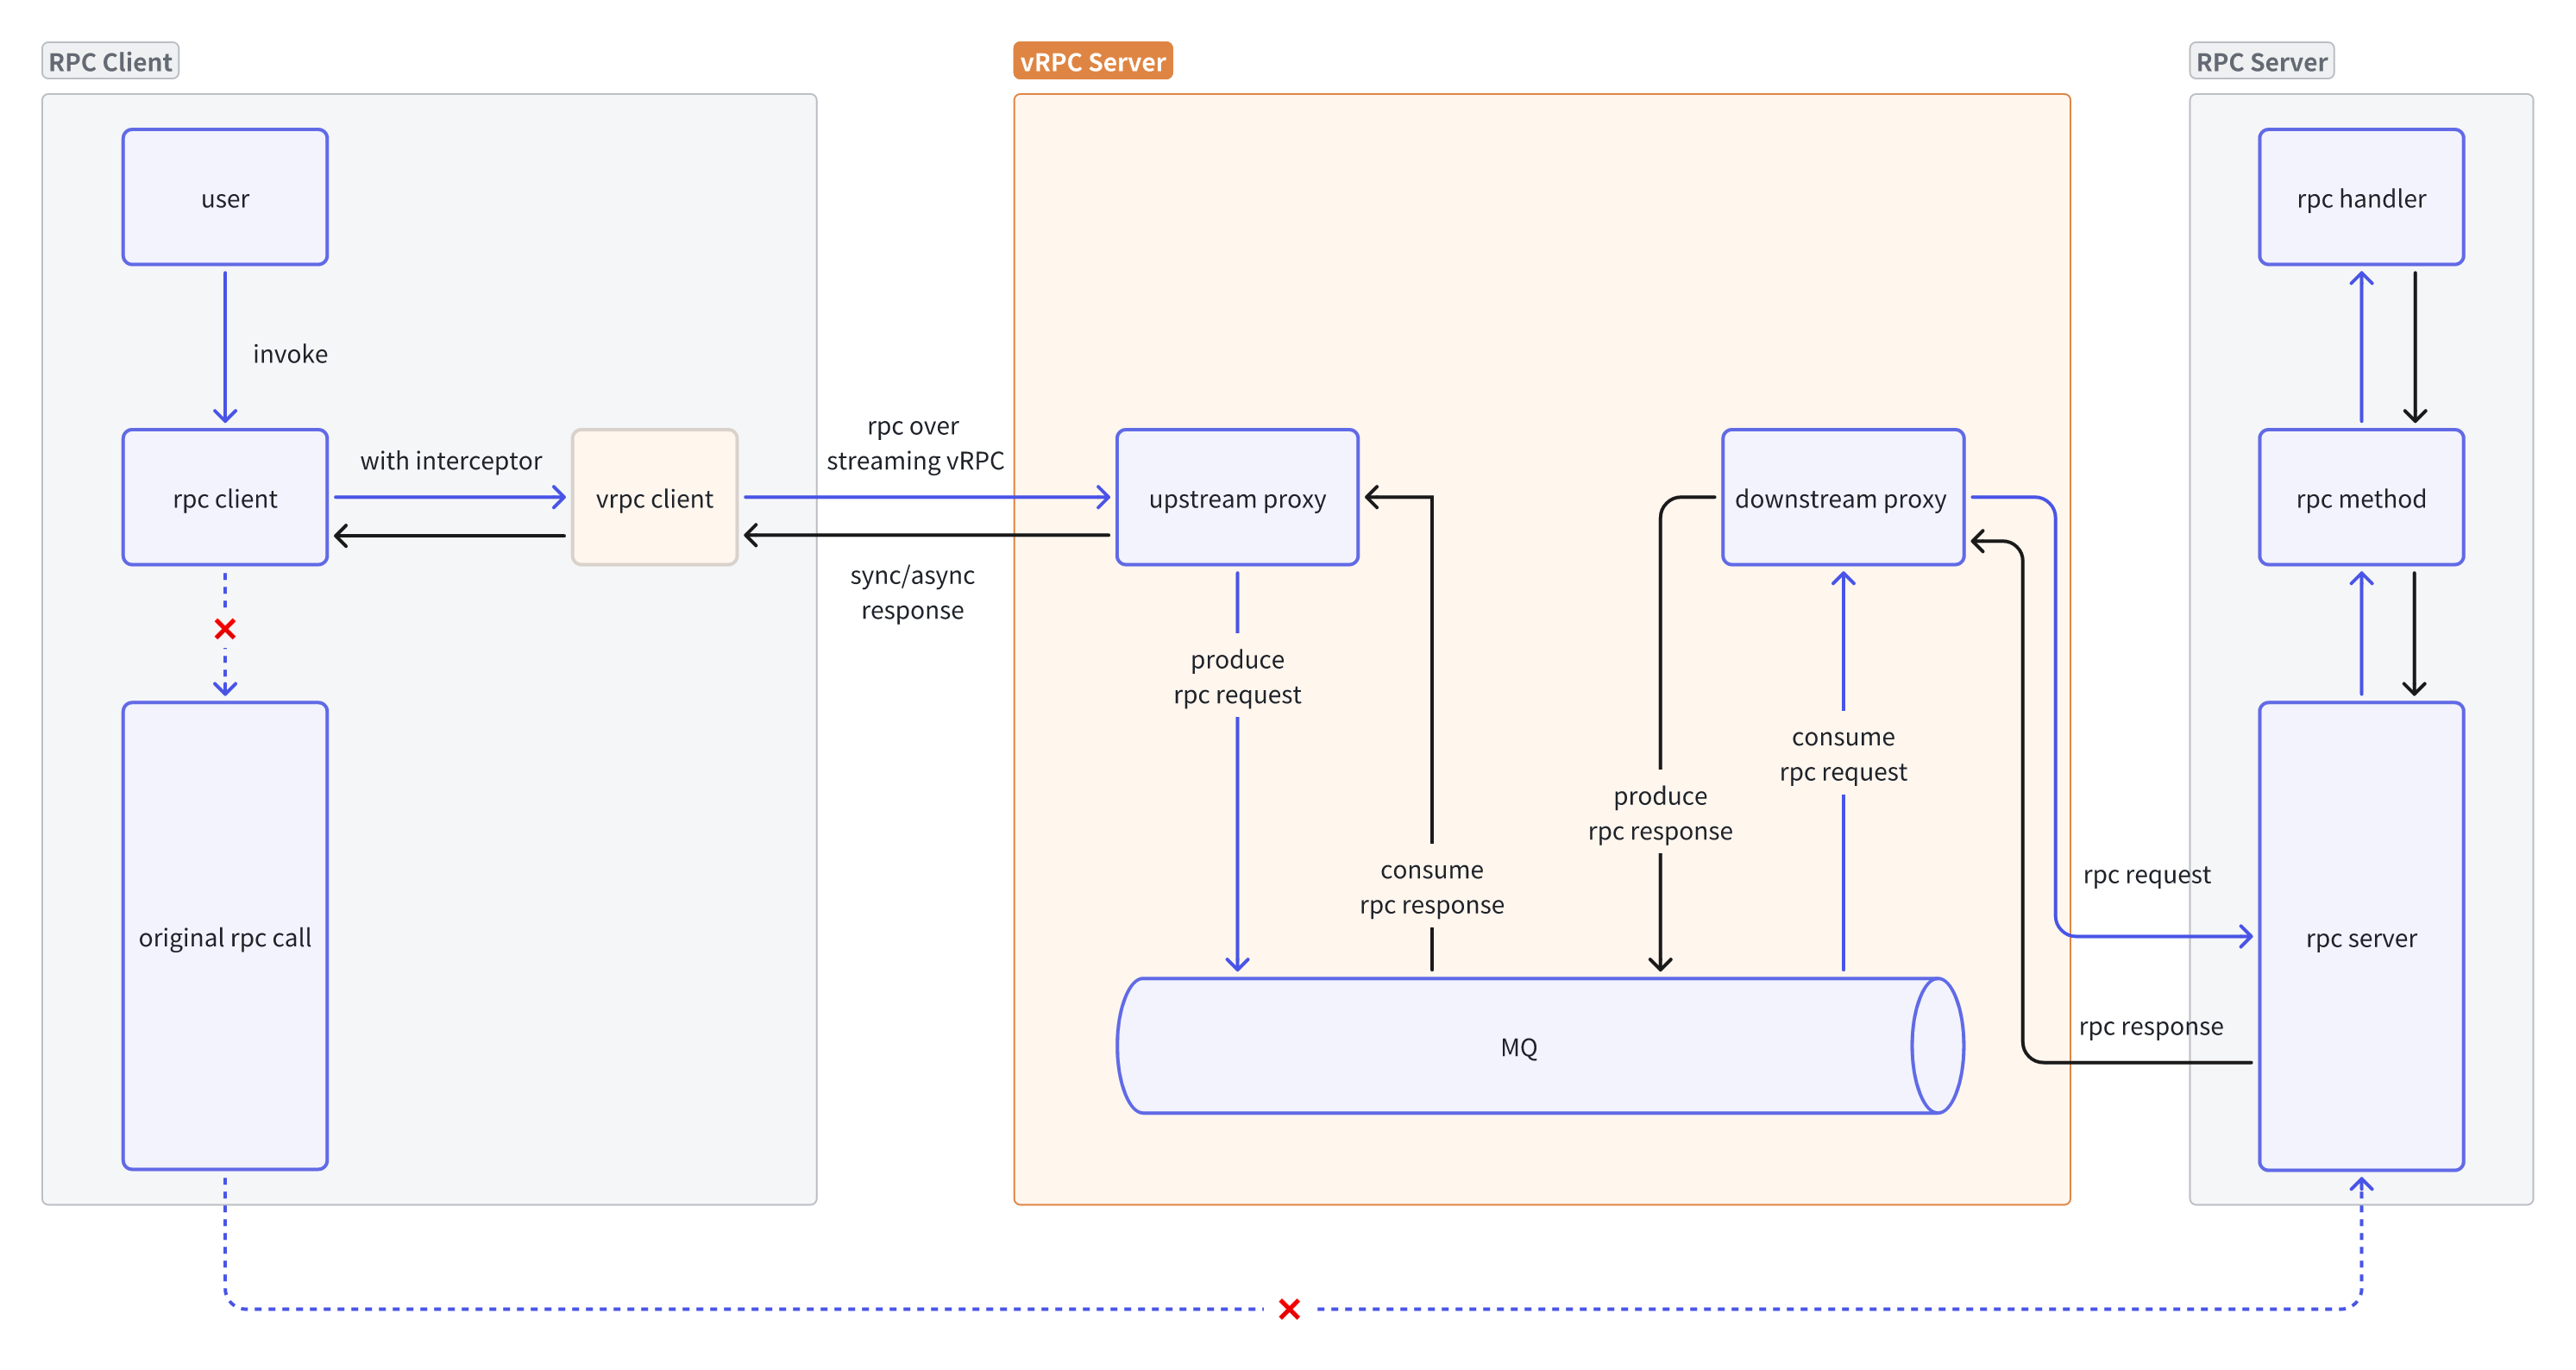 RPC Client
vRPC Server
RPC Server
user
rpc handler
invoke
rpc over
streaming vRPC
with interceptor
rpc client
vrpc client
upstream proxy
downstream proxy
rpc method
sync/async
response
produce
rpc request
consume
rpc request
produce
rpc response
consume
rpc response
rpc request
original rpc call
rpc server
rpc response
MQ